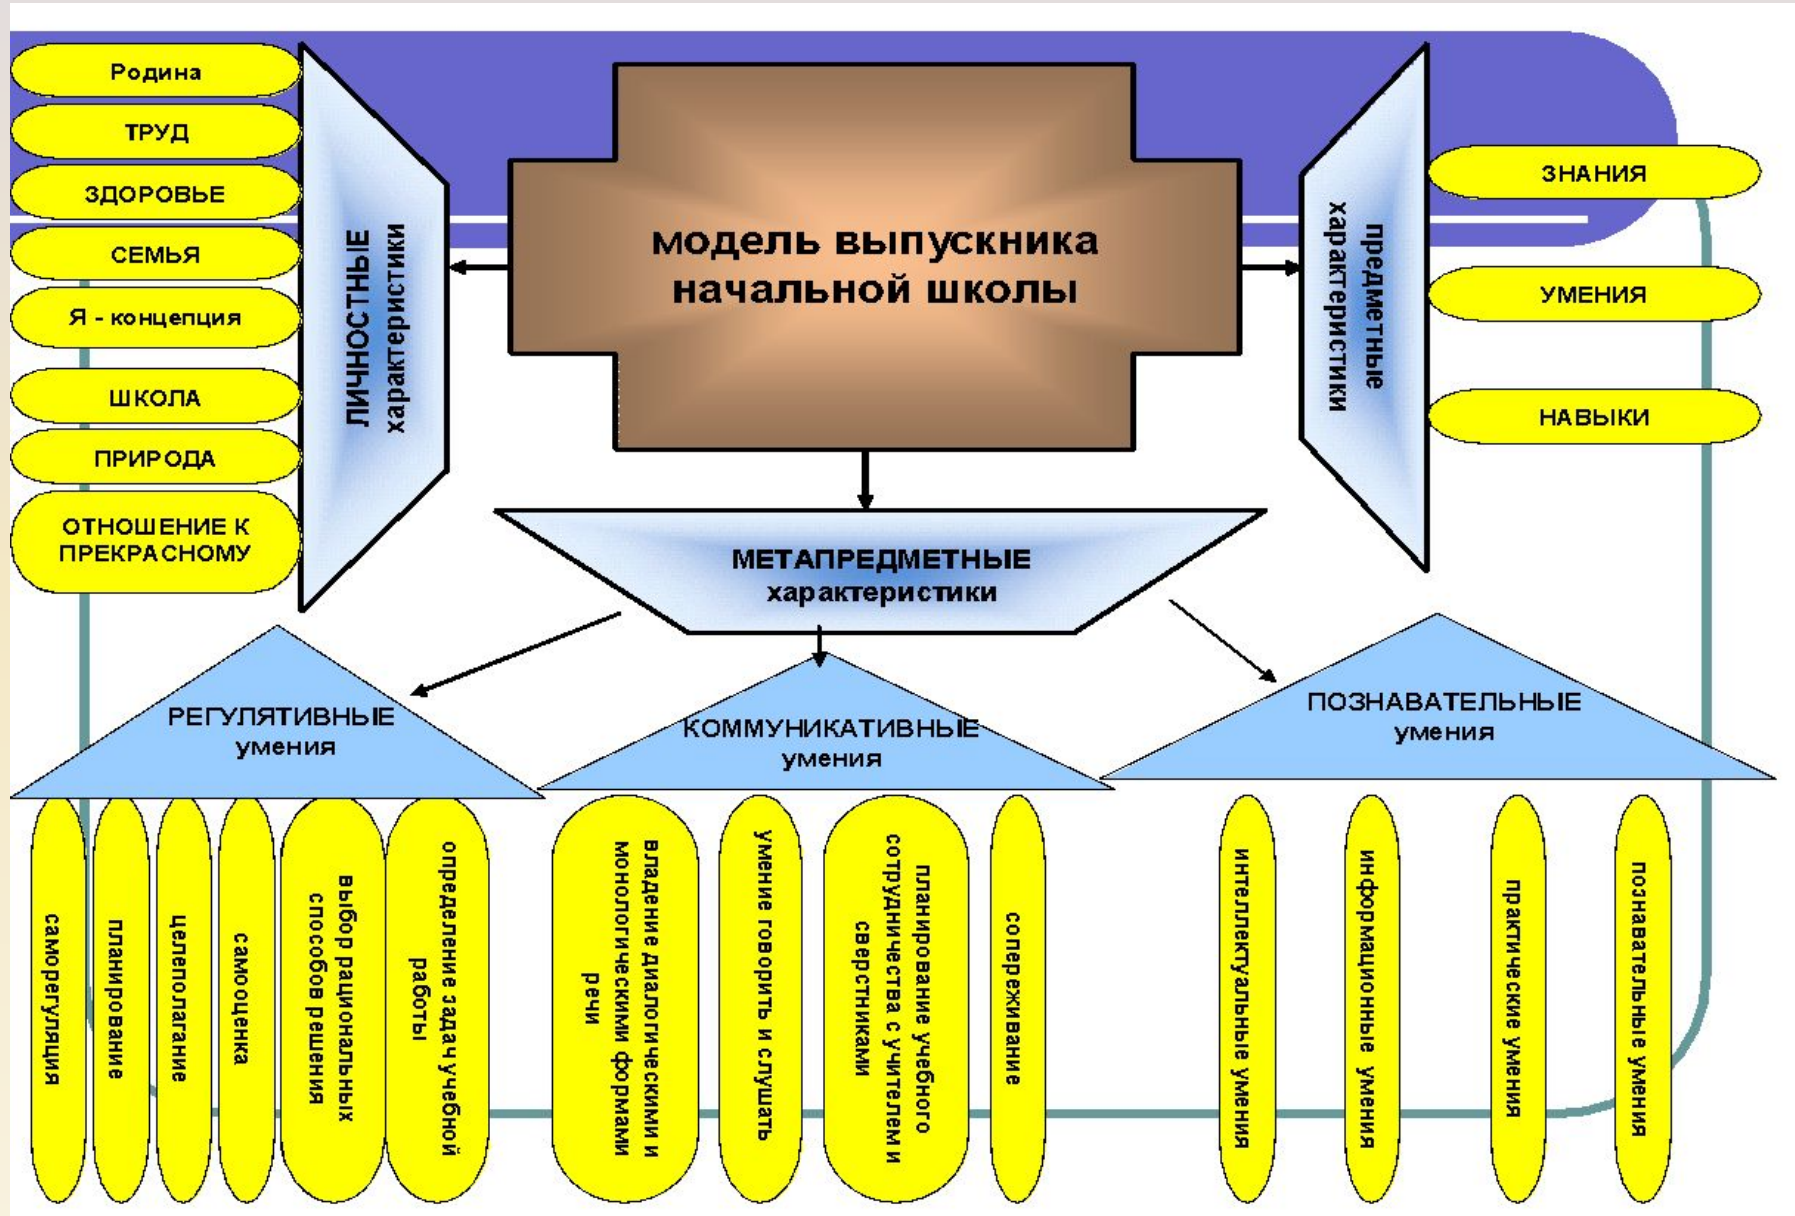 Родина
ТРУД
ЗДОРОВЬЕ
СЕМЬЯ
Я - концепция
ШКОЛА
ПРИРОДА
ОТНОШЕНИЕ К
ПРЕКРАСНОМУ
ЛИЧНОСТНЫЕ
характеристики
модель выпускника
начальной школы
предметные
характеристики
ЗНАНИЯ
УМЕНИЯ
НАВЫКИ
МЕТАПРЕДМЕТНЫЕ
характеристики
РЕГУЛЯТИВНЫЕ
умения
КОММУНИКАТИВНЫЕ
умения
ПОЗНАВАТЕЛЬНЫЕ
умения
саморегуляция
планирование
целеполагание
самооценка
выбор рациональных
способов решения
определение задач учебной
работы
владение диалогическими и
монологическими формами
речи
умение говорить и слушать
планирование учебного
сотрудничества с учителем и
сверстниками
сопереживание
интеллектуальные умения
информационные умения
практические умения
познавательные умения